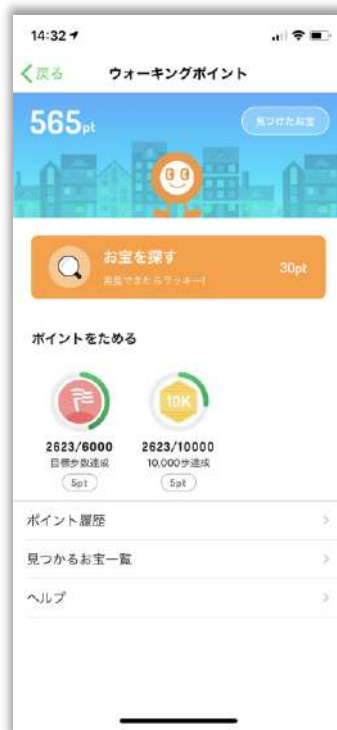 14:32
戻る
ウォーキングポイント
565pt
見つけたお宝
お宝を探す
発見できたらラッキー!
30pt
ポイントをためる
10K
2623/6000
目標歩数達成
5pt
2623/10000
10,000歩達成
5pt
ポイント履歴
見つかるお宝一覧
ヘルプ